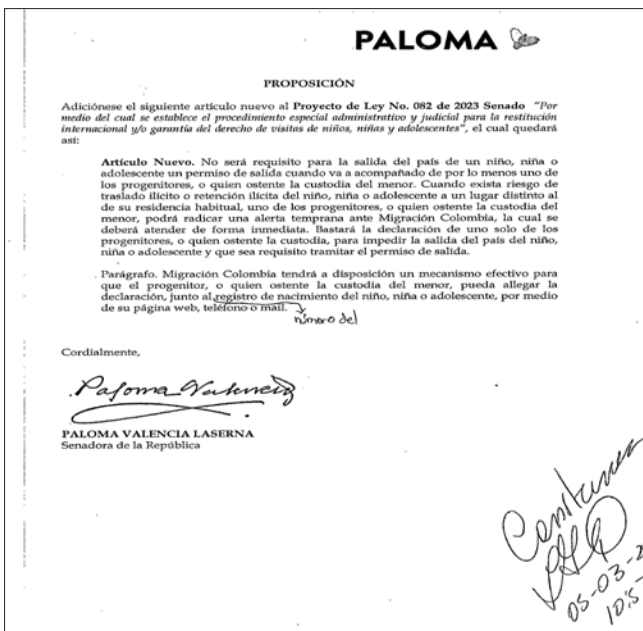 PALOMA
PROPOSICIÓN
Adiciónese el siguiente artículo nuevo al Proyecto de Ley No. 082 de 2023 Senado "Por
medio del cual se establece el procedimiento especial administrativo y judicial para la restitución
internacional y/o garantía del derecho de visitas de niños, niñas y adolescentes", el cual quedará
así:
Artículo Nuevo. No será requisito para la salida del país de un niño, niña o
adolescente un permiso de salida cuando va a acompañado de por lo menos uno de
los progenitores, o quien ostente la custodia del menor. Cuando exista riesgo de
traslado ilícito o retención ilícita del niño, niña o adolescente a un lugar distinto al
de su residencia habitual, uno de los progenitores, o quien ostente la custodia del
menor, podrá radicar una alerta temprana ante Migración Colombia, la cual se
deberá atender de forma inmediata. Bastará la declaración de uno solo de los
progenitores, o quien ostente la custodia, para impedir la salida del país del niño,
niña o adolescente y que sea requisito tramitar el permiso de salida.
Parágrafo. Migración Colombia tendrá a disposición un mecanismo efectivo para
que el progenitor, o quien ostente la custodia del menor, pueda allegar la
declaración, junto al registro de nacimiento del niño, niña o adolescente, por medio
de su página web, teléfono o mail.
número del
Cordialmente,
Paloma Valencia
PALOMA VALENCIA LASERNA
Senadora de la República
05-03-2